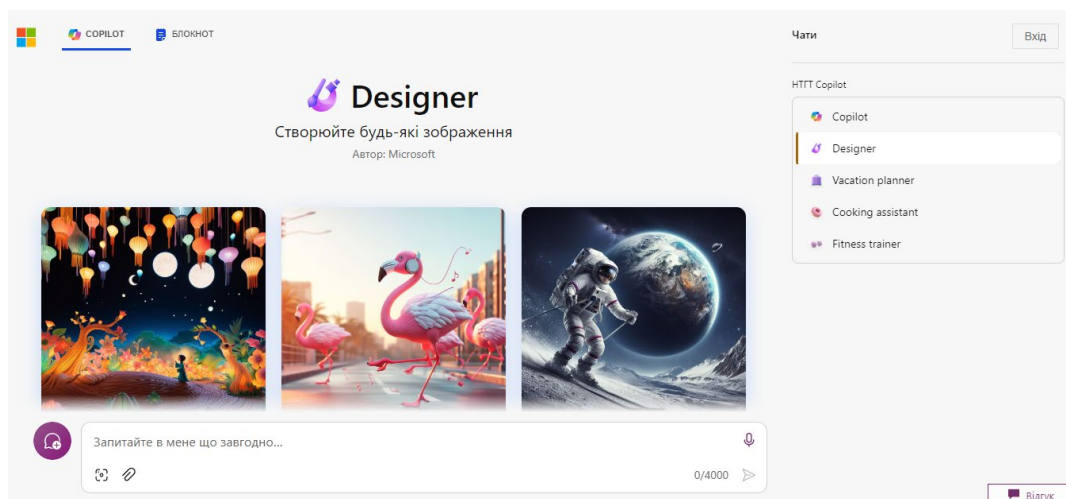 COPILOT
БЛОКНОТ
Designer
Створюйте будь-які зображення
Автор: Microsoft
Запитайте в мене що завгодно...
0/4000
Чати
Вхід
НТГТ Copilot
Copilot
Designer
Vacation planner
Cooking assistant
Fitness trainer
Відгук